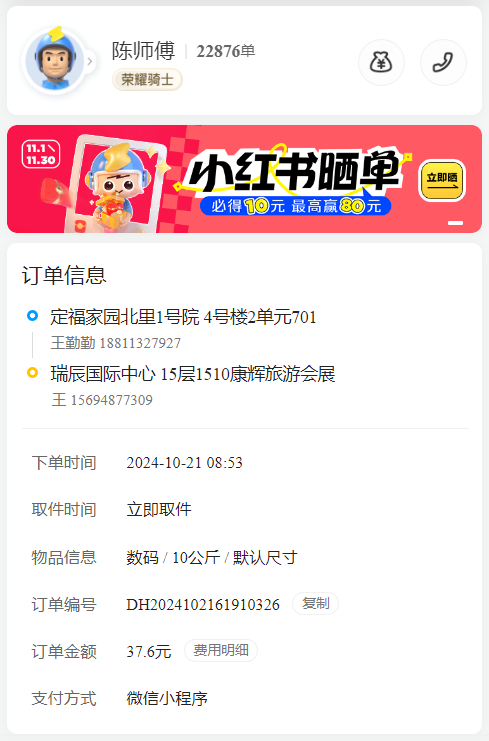 陈师傅 | 22876单
荣耀骑士
11.1
11.30
小红书晒单
必得10元 最高赢80元
立即晒
订单信息
定福家园北里1号院 4号楼2单元701
王勤勤 18811327927
瑞辰国际中心 15层1510康辉旅游会展
王 15694877309
下单时间 2024-10-21 08:53
取件时间 立即取件
物品信息 数码 / 10公斤 / 默认尺寸
订单编号 DH2024102161910326 复制
订单金额 37.6元 费用明细
支付方式 微信小程序